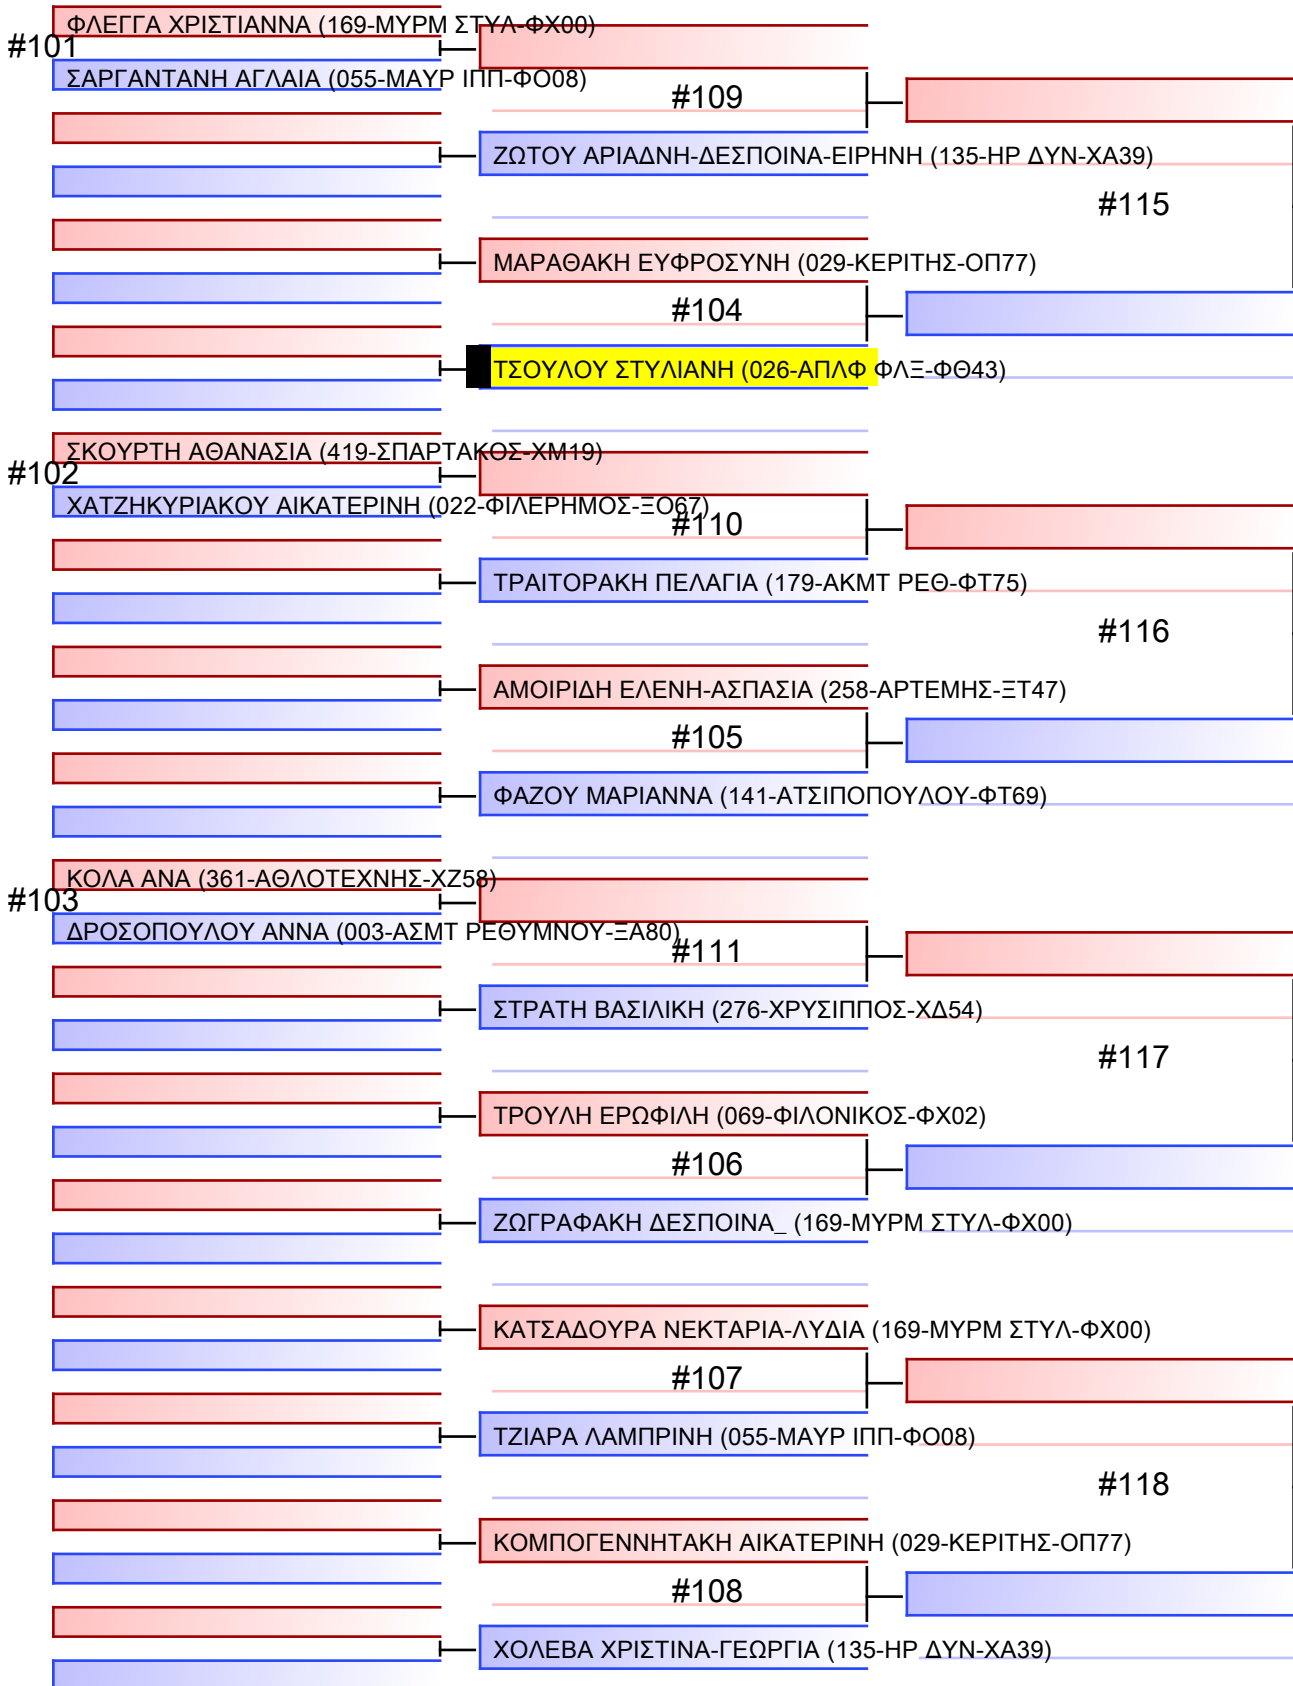 ΦΛΕΓΓΑ ΧΡΙΣΤΙΑΝΝΑ (169-ΜΥΡΜ ΣΤΥΛ-ΦΧ00)
#101
ΣΑΡΓΑΝΤΑΝΗ ΑΓΛΑΙΑ (055-ΜΑΥΡ ΙΠΠ-ΦΟ08)
#109
ΖΩΤΟΥ ΑΡΙΑΔΝΗ-ΔΕΣΠΟΙΝΑ-ΕΙΡΗΝΗ (135-ΗΡ ΔΥΝ-ΧΑ39)
#115
ΜΑΡΑΘΑΚΗ ΕΥΦΡΟΣΥΝΗ (029-ΚΕΡΙΤΗΣ-ΟΠ77)
#104
ΤΣΟΥΛΟΥ ΣΤΥΛΙΑΝΗ (026-ΑΠΛΦ ΦΛΞ-ΦΘ43)
ΣΚΟΥΡΤΗ ΑΘΑΝΑΣΙΑ (419-ΣΠΑΡΤΑΚΟΣ-ΧΜ19)
#102
ΧΑΤΖΗΚΥΡΙΑΚΟΥ ΑΙΚΑΤΕΡΙΝΗ (022-ΦΙΛΕΡΗΜΟΣ-ΞΟ67)
#110
ΤΡΑΙΤΟΡΑΚΗ ΠΕΛΑΓΙΑ (179-ΑΚΜΤ ΡΕΘ-ΦΤ75)
#116
ΑΜΟΙΡΙΔΗ ΕΛΕΝΗ-ΑΣΠΑΣΙΑ (258-ΑΡΤΕΜΗΣ-ΞΤ47)
#105
ΦΑΖΟΥ ΜΑΡΙΑΝΝΑ (141-ΑΤΣΙΠΟΠΟΥΛΟΥ-ΦΤ69)
ΚΟΛΑ ΑΝΑ (361-ΑΘΛΟΤΕΧΝΗΣ-ΧΖ58)
#103
ΔΡΟΣΟΠΟΥΛΟΥ ΑΝΝΑ (003-ΑΣΜΤ ΡΕΘΥΜΝΟΥ-ΞΑ80)
#111
ΣΤΡΑΤΗ ΒΑΣΙΛΙΚΗ (276-ΧΡΥΣΙΠΠΟΣ-ΧΔ54)
#117
ΤΡΟΥΛΗ ΕΡΩΦΙΛΗ (069-ΦΙΛΟΝΙΚΟΣ-ΦΧ02)
#106
ΖΩΓΡΑΦΑΚΗ ΔΕΣΠΟΙΝΑ_ (169-ΜΥΡΜ ΣΤΥΛ-ΦΧ00)
ΚΑΤΣΑΔΟΥΡΑ ΝΕΚΤΑΡΙΑ-ΛΥΔΙΑ (169-ΜΥΡΜ ΣΤΥΛ-ΦΧ00)
#107
ΤΖΙΑΡΑ ΛΑΜΠΡΙΝΗ (055-ΜΑΥΡ ΙΠΠ-ΦΟ08)
#118
ΚΟΜΠΟΓΕΝΝΗΤΑΚΗ ΑΙΚΑΤΕΡΙΝΗ (029-ΚΕΡΙΤΗΣ-ΟΠ77)
#108
ΧΟΛΕΒΑ ΧΡΙΣΤΙΝΑ-ΓΕΩΡΓΙΑ (135-ΗΡ ΔΥΝ-ΧΑ39)